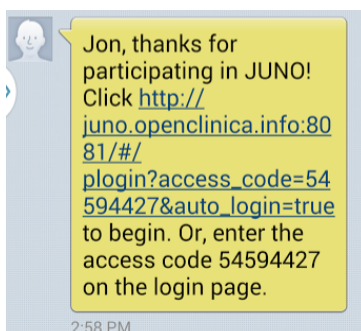 Jon, thanks for
participating in JUNO!
Click http://
juno.openclinica.info:80
81/#/
plogin?access_code=54
594427&auto_login=true
to begin. Or, enter the
access code 54594427
on the login page.
2:58 PM